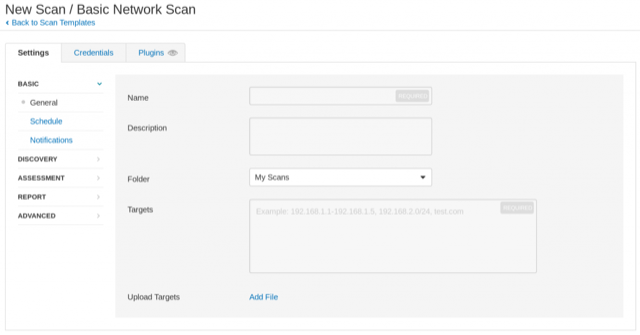 New Scan / Basic Network Scan
Back to Scan Templates
Settings Credentials Plugins
BASIC
General
Schedule
Notifications
DISCOVERY
ASSESSMENT
REPORT
ADVANCED
Name REQUIRED
Description
Folder My Scans
Targets Example: 192.168.1.1-192.168.1.5, 192.168.2.0/24, test.com REQUIRED
Upload Targets Add File